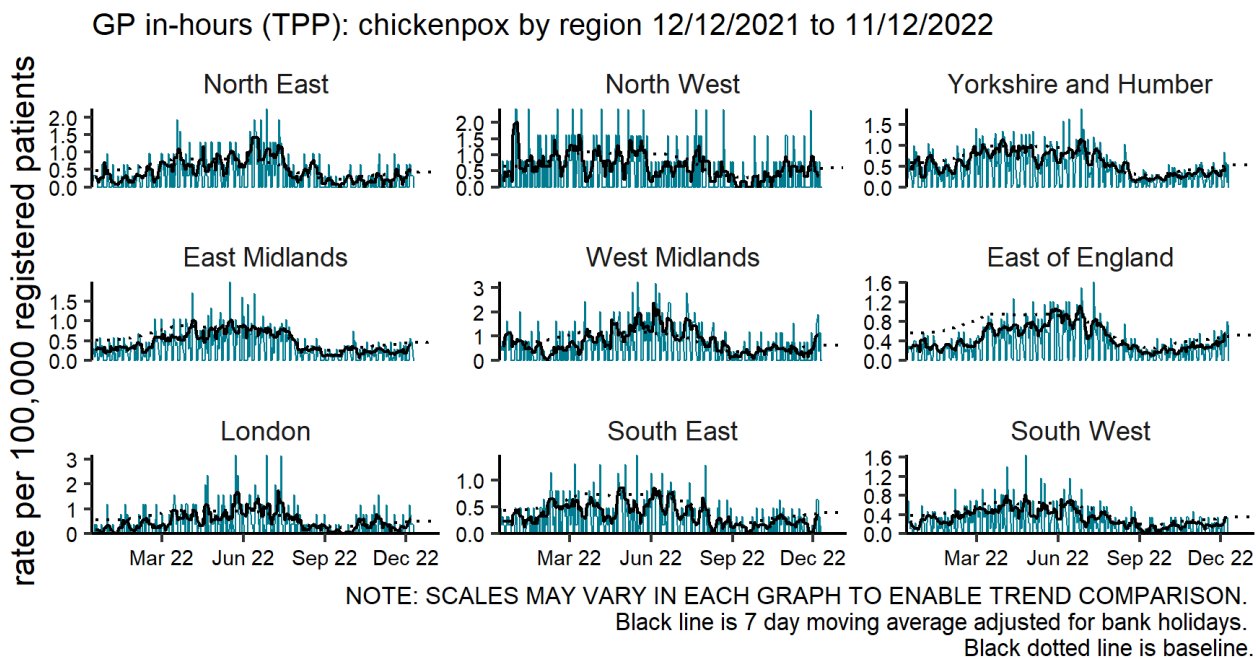 GP in-hours (TPP): chickenpox by region 12/12/2021 to 11/12/2022
rate per 100,000 registered patients
North East
2.0
1.5
1.0
0.5
0.0
North West
2.0
1.0
0.5
0.0
Yorkshire and Humber
1.5
1.0
0.5
0.0
East Midlands
1.5
1.0
0.5
0.0
West Midlands
3
2
1
0
East of England
1.6
1.2
0.8
0.4
0.0
London
3
2
1
0
South East
1.0
0.5
0.0
South West
1.6
1.2
0.8
0.4
0.0
Mar 22 Jun 22 Sep 22 Dec 22
Mar 22 Jun 22 Sep 22 Dec 22
Mar 22 Jun 22 Sep 22 Dec 22
NOTE: SCALES MAY VARY IN EACH GRAPH TO ENABLE TREND COMPARISON.
Black line is 7 day moving average adjusted for bank holidays.
Black dotted line is baseline.